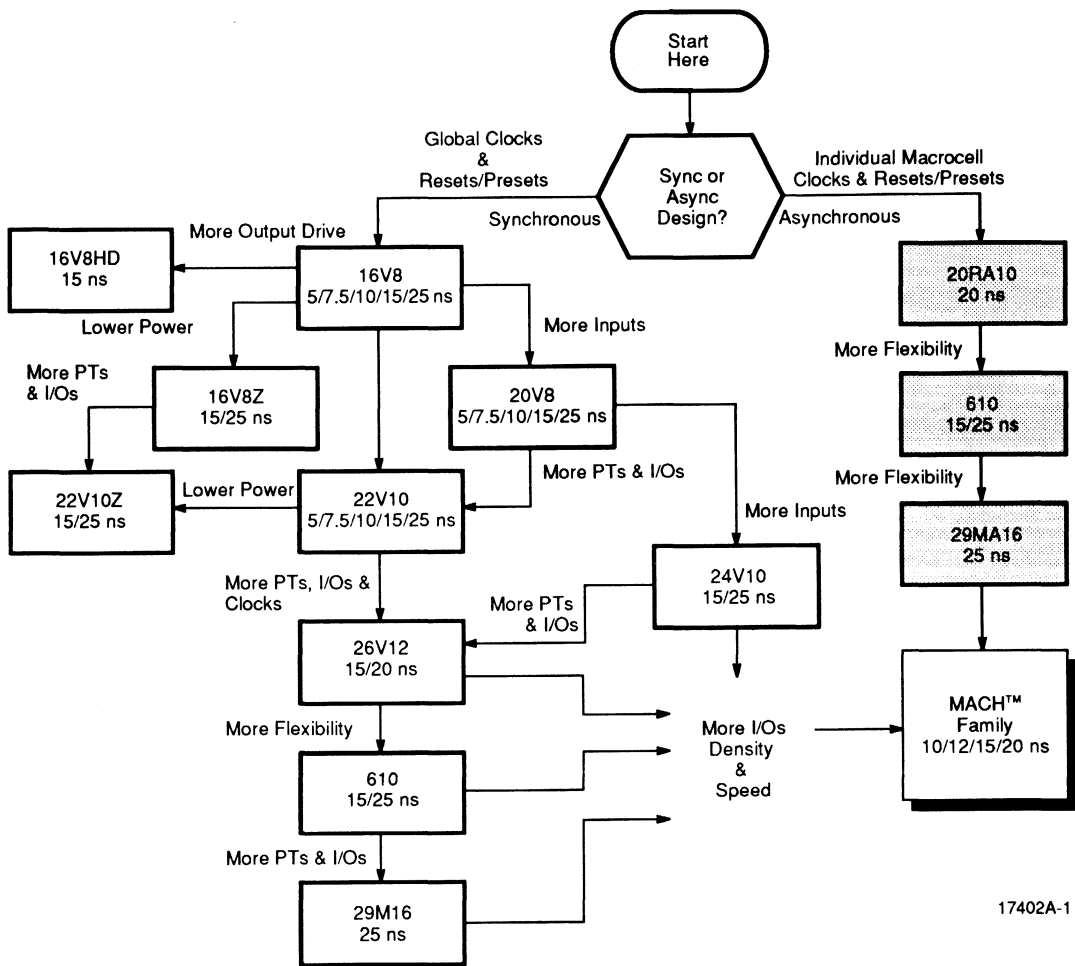 Start
Here
Global Clocks
&
Resets/Presets
Individual Macrocell
Clocks & Resets/Presets
Sync or
Async
Design?
Synchronous
Asynchronous
More Output Drive
16V8HD
15 ns
16V8
5/7.5/10/15/25 ns
20RA10
20 ns
Lower Power
More Inputs
More Flexibility
More PTs
& I/Os
16V8Z
15/25 ns
20V8
5/7.5/10/15/25 ns
610
15/25 ns
More PTs & I/Os
More Flexibility
22V10Z
15/25 ns
Lower Power
22V10
5/7.5/10/15/25 ns
More Inputs
29MA16
25 ns
More PTs, I/Os &
Clocks
More PTs
& I/Os
24V10
15/25 ns
26V12
15/20 ns
More Flexibility
More I/Os
Density
&
Speed
MACH™
Family
10/12/15/20 ns
610
15/25 ns
More PTs & I/Os
29M16
25 ns
17402A-1